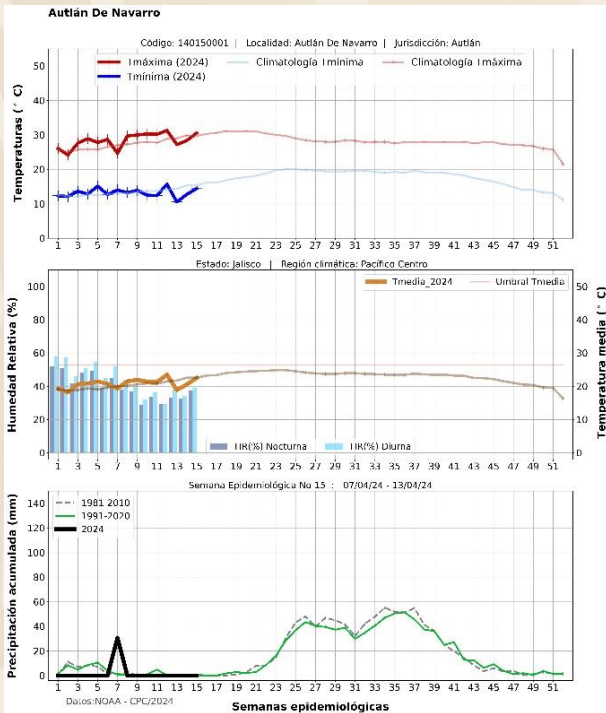 Autlán De Navarro
Código: 140150001 | Localidad: Autlán De Navarro | Jurisdicción: Autlán
Tmáxima (2024) Climatología Tmínima Climatología Tmáxima
Tmínima (2024)
Temperaturas (° C)
50
40
30
20
10
0
1 3 5 7 9 11 13 15 17 19 21 23 25 27 29 31 33 35 37 39 41 43 45 47 49 51
Estado: Jalisco | Región climática: Pacífico Centro
Tmedia_2024 Umbral Tmedia
Humedad Relativa (%)
100
80
60
40
20
0
Temperatura media (° C)
50
40
30
20
10
0
HR(%) Nocturna HR(%) Diurna
1 3 5 7 9 11 13 15 17 19 21 23 25 27 29 31 33 35 37 39 41 43 45 47 49 51
Semana Epidemiológica No 15 : 07/04/24 - 13/04/24
1981 2010
1991-2020
2024
Precipitación acumulada (mm)
140
120
100
80
60
40
20
0
1 3 5 7 9 11 13 15 17 19 21 23 25 27 29 31 33 35 37 39 41 43 45 47 49 51
Datos:NOAA - CPC/2024
Semanas epidemiológicas